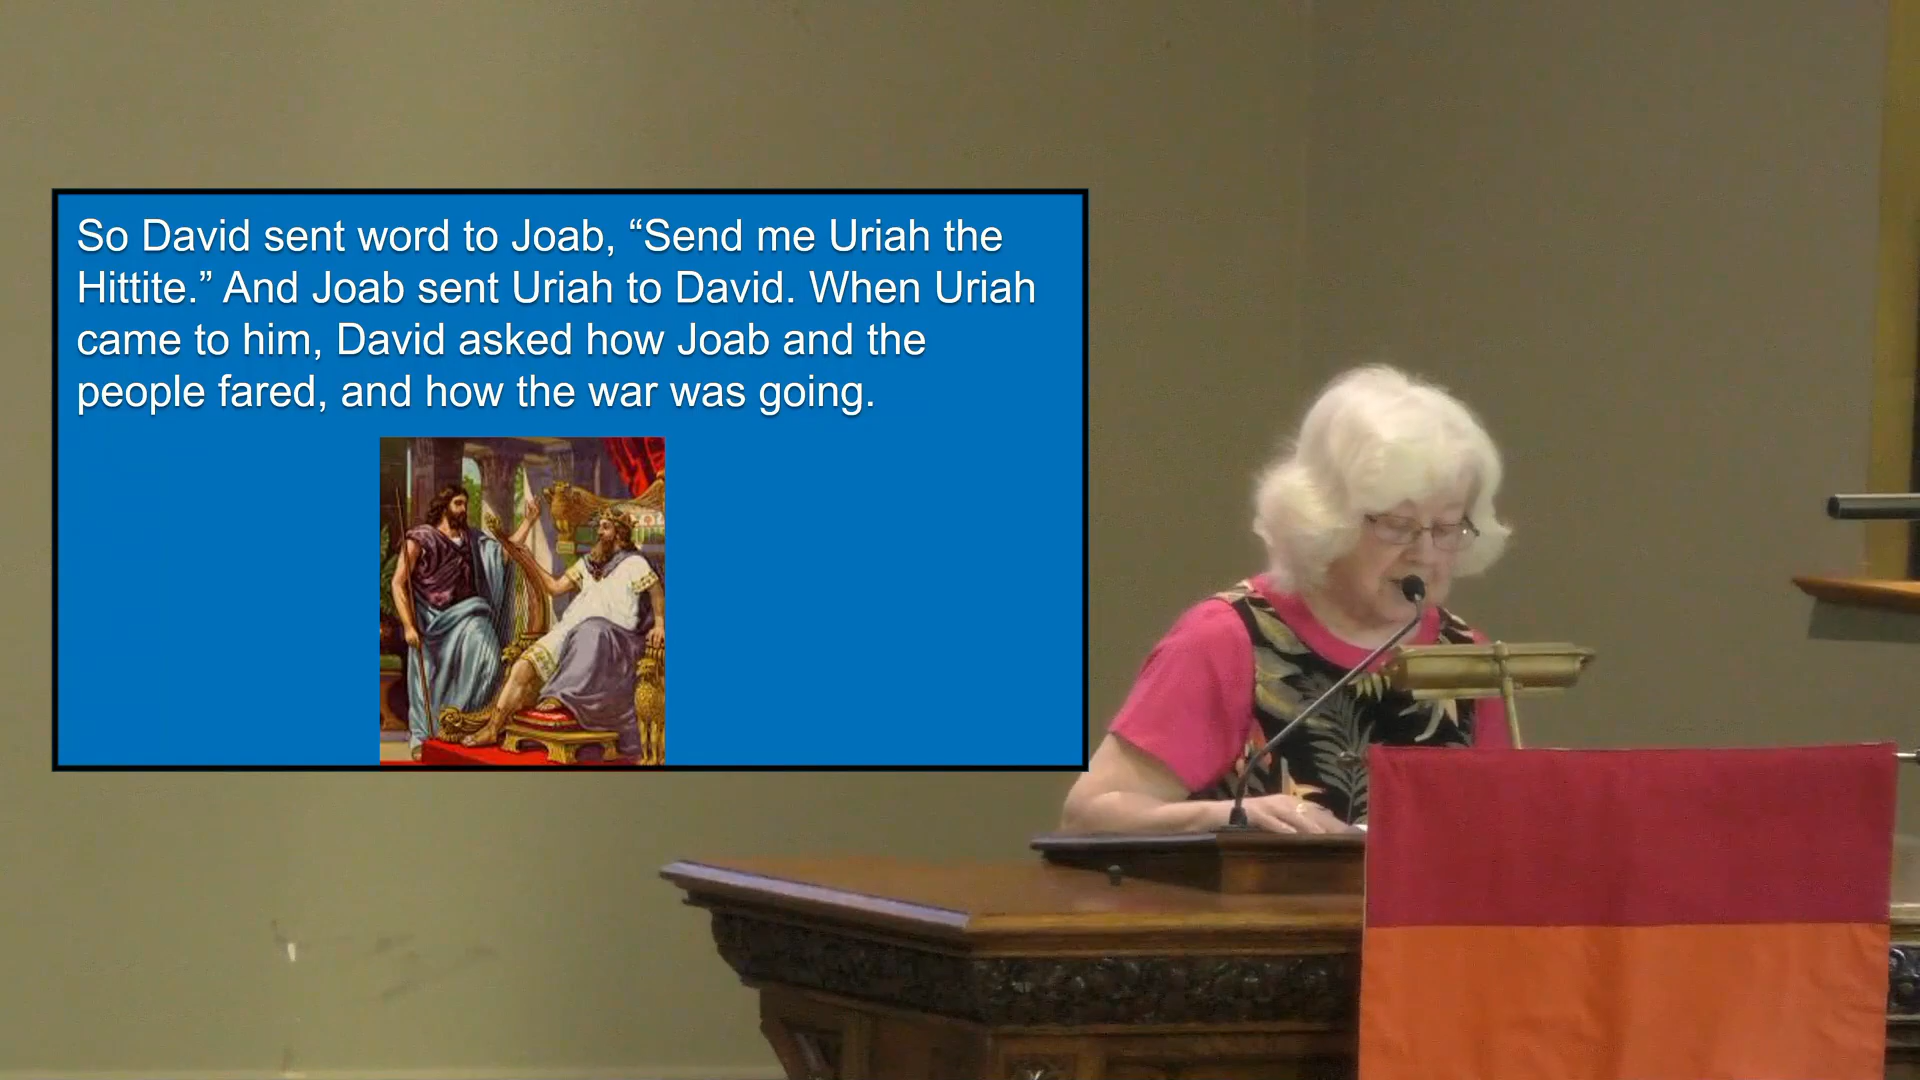 So David sent word to Joab, “Send me Uriah the
Hittite.” And Joab sent Uriah to David. When Uriah
came to him, David asked how Joab and the
people fared, and how the war was going.